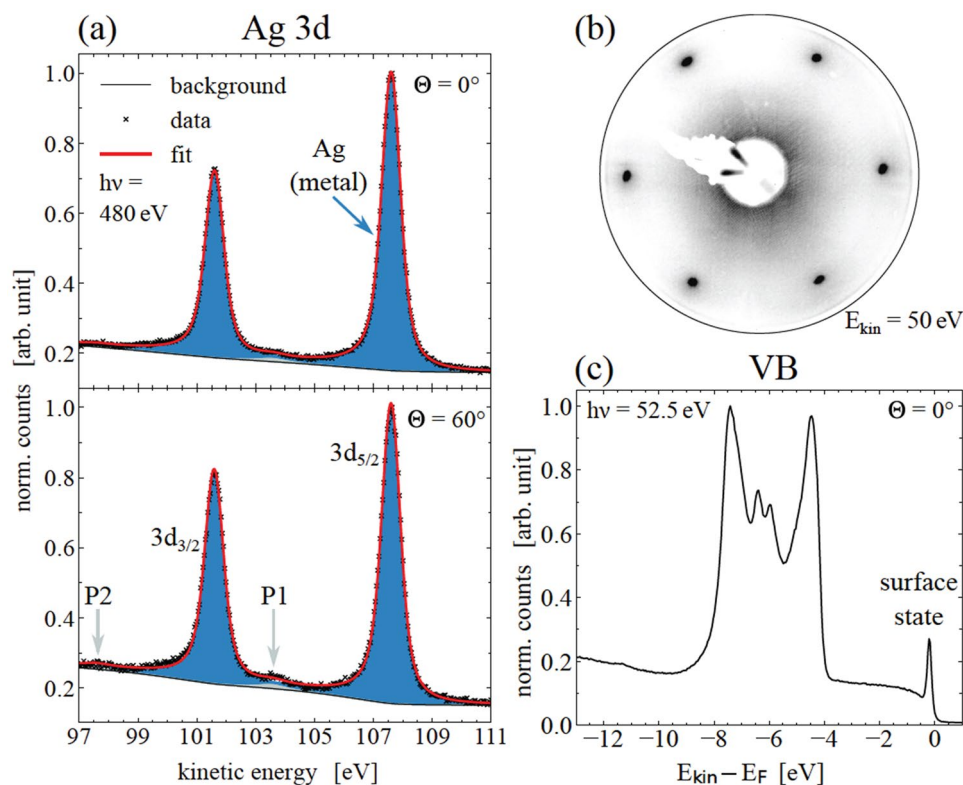 (a) Ag 3d
norm. counts [arb. unit]
1.0
0.8
0.6
0.4
0.2
background
data
fit
hν =
480 eV
Θ = 0°
Ag
(metal)
1.0
0.8
0.6
0.4
0.2
Θ = 60°
3d5/2
3d3/2
P2
P1
97 99 101 103 105 107 109 111
kinetic energy [eV]
(b)
Ekin = 50 eV
(c) VB
norm. counts [arb. unit]
1.0
0.8
0.6
0.4
0.2
0.0
hν = 52.5 eV
Θ = 0°
surface
state
−12 −10 −8 −6 −4 −2 0
Ekin − EF [eV]